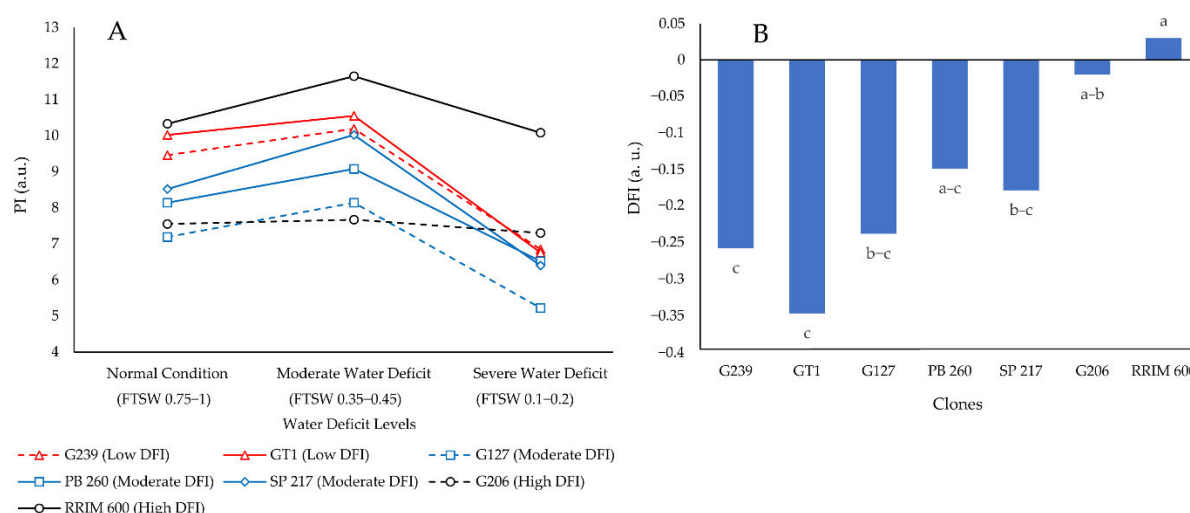 A
13
12
11
10
9
8
7
6
5
4
PI (a.u.)
Normal Condition Moderate Water Deficit Severe Water Deficit
(FTSW 0.75−1) (FTSW 0.35−0.45) (FTSW 0.1−0.2)
Water Deficit Levels
G239 (Low DFI) GT1 (Low DFI) G127 (Moderate DFI)
PB 260 (Moderate DFI) SP 217 (Moderate DFI) G206 (High DFI)
RRIM 600 (High DFI)
B
0.05
0
−0.05
−0.1
−0.15
−0.2
−0.25
−0.3
−0.35
−0.4
DFI (a. u.)
c
c
b−c
a−c
b−c
a−b
a
G239 GT1 G127 PB 260 SP 217 G206 RRIM 600
Clones